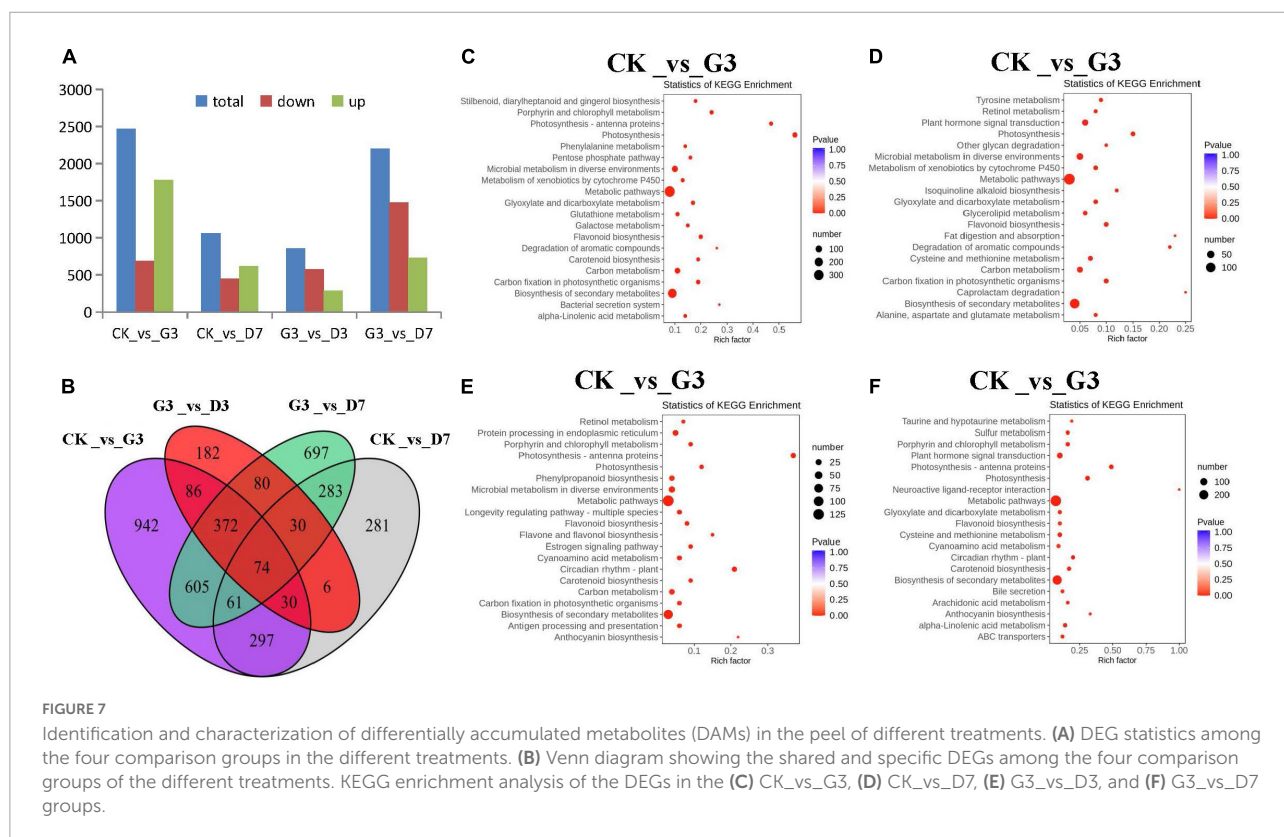 A
total
down
up
3000
2500
2000
1500
1000
500
0
CK_vs_G3
CK_vs_D7
G3_vs_D3
G3_vs_D7
B
G3 _vs_D3
G3 _vs_D7
CK _vs_G3
CK _vs_D7
182
697
86
80
283
942
372
30
281
74
605
6
61
30
297
C
CK _vs_G3
Statistics of KEGG Enrichment
Stilbenoid, diarylheptanoid and gingerol biosynthesis
Porphyrin and chlorophyll metabolism
Photosynthesis - antenna proteins
Photosynthesis
Phenylalanine metabolism
Pentose phosphate pathway
Microbial metabolism in diverse environments
Metabolism of xenobiotics by cytochrome P450
Metabolic pathways
Glyoxylate and dicarboxylate metabolism
Glutathione metabolism
Galactose metabolism
Flavonoid biosynthesis
Degradation of aromatic compounds
Carotenoid biosynthesis
Carbon metabolism
Carbon fixation in photosynthetic organisms
Biosynthesis of secondary metabolites
Bacterial secretion system
alpha-Linolenic acid metabolism
0.1 0.2 0.3 0.4 0.5
Rich factor
Pvalue
1.00
0.75
0.50
0.25
0.00
number
100
200
300
D
CK _vs_G3
Statistics of KEGG Enrichment
Tyrosine metabolism
Retinol metabolism
Plant hormone signal transduction
Photosynthesis
Other glycan degradation
Microbial metabolism in diverse environments
Metabolism of xenobiotics by cytochrome P450
Metabolic pathways
Isoquinoline alkaloid biosynthesis
Glyoxylate and dicarboxylate metabolism
Glycerolipid metabolism
Flavonoid biosynthesis
Fat digestion and absorption
Degradation of aromatic compounds
Cysteine and methionine metabolism
Carbon metabolism
Carbon fixation in photosynthetic organisms
Caprolactam degradation
Biosynthesis of secondary metabolites
Alanine, aspartate and glutamate metabolism
0.05 0.10 0.15 0.20 0.25
Rich factor
Pvalue
1.00
0.75
0.50
0.25
0.00
number
50
100
E
CK _vs_G3
Statistics of KEGG Enrichment
Retinol metabolism
Protein processing in endoplasmic reticulum
Porphyrin and chlorophyll metabolism
Photosynthesis - antenna proteins
Photosynthesis
Phenylpropanoid biosynthesis
Microbial metabolism in diverse environments
Metabolic pathways
Longevity regulating pathway - multiple species
Flavonoid biosynthesis
Flavone and flavonol biosynthesis
Estrogen signaling pathway
Cyanoamino acid metabolism
Circadian rhythm - plant
Carotenoid biosynthesis
Carbon metabolism
Carbon fixation in photosynthetic organisms
Biosynthesis of secondary metabolites
Antigen processing and presentation
Anthocyanin biosynthesis
0.1 0.2 0.3
Rich factor
number
25
50
75
100
125
Pvalue
1.00
0.75
0.50
0.25
0.00
F
CK _vs_G3
Statistics of KEGG Enrichment
Taurine and hypotaurine metabolism
Sulfur metabolism
Porphyrin and chlorophyll metabolism
Plant hormone signal transduction
Photosynthesis - antenna proteins
Photosynthesis
Neuroactive ligand-receptor interaction
Metabolic pathways
Glyoxylate and dicarboxylate metabolism
Flavonoid biosynthesis
Cysteine and methionine metabolism
Cyanoamino acid metabolism
Circadian rhythm - plant
Carotenoid biosynthesis
Biosynthesis of secondary metabolites
Bile secretion
Arachidonic acid metabolism
Anthocyanin biosynthesis
alpha-Linolenic acid metabolism
ABC transporters
0.25 0.50 0.75 1.00
Rich factor
number
100
200
Pvalue
1.00
0.75
0.50
0.25
0.00
FIGURE 7
Identification and characterization of differentially accumulated metabolites (DAMs) in the peel of different treatments. (A) DEG statistics among
the four comparison groups in the different treatments. (B) Venn diagram showing the shared and specific DEGs among the four comparison
groups of the different treatments. KEGG enrichment analysis of the DEGs in the (C) CK_vs_G3, (D) CK_vs_D7, (E) G3_vs_D3, and (F) G3_vs_D7
groups.